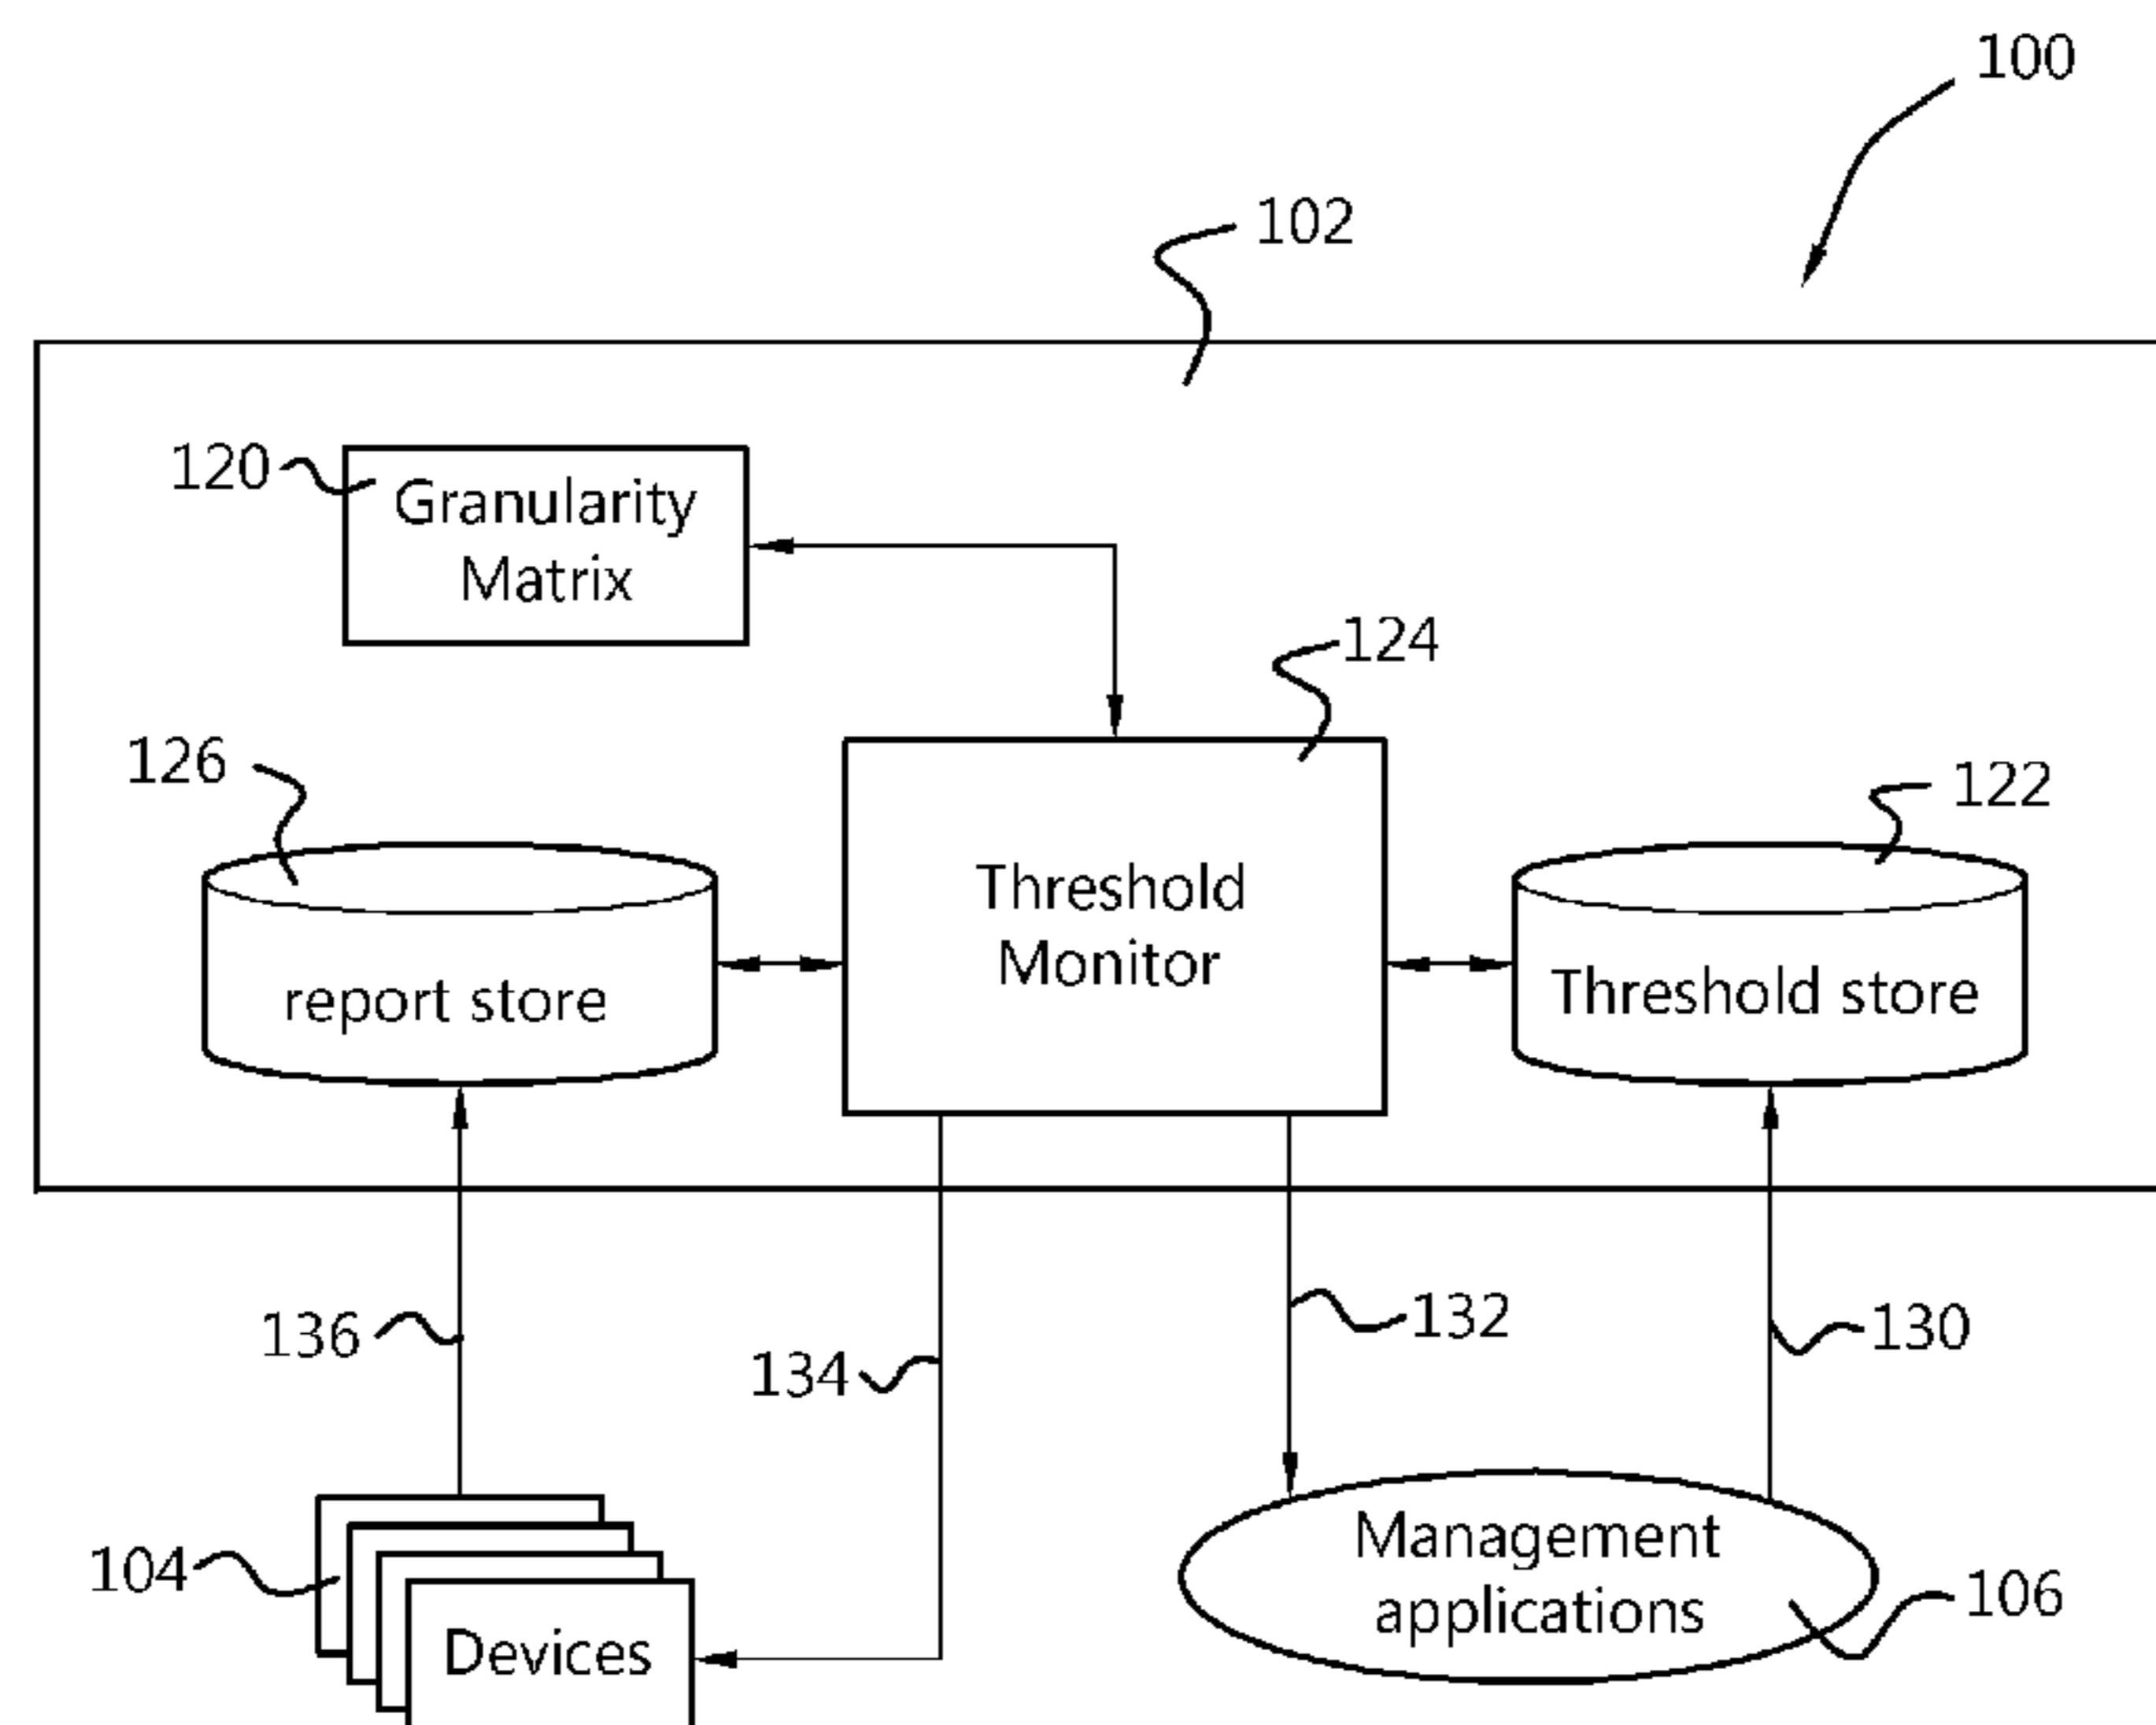 100
102
120
Granularity
Matrix
124
126
122
Threshold
Monitor
report store
Threshold store
136
134
132
130
104
Devices
Management
applications
106